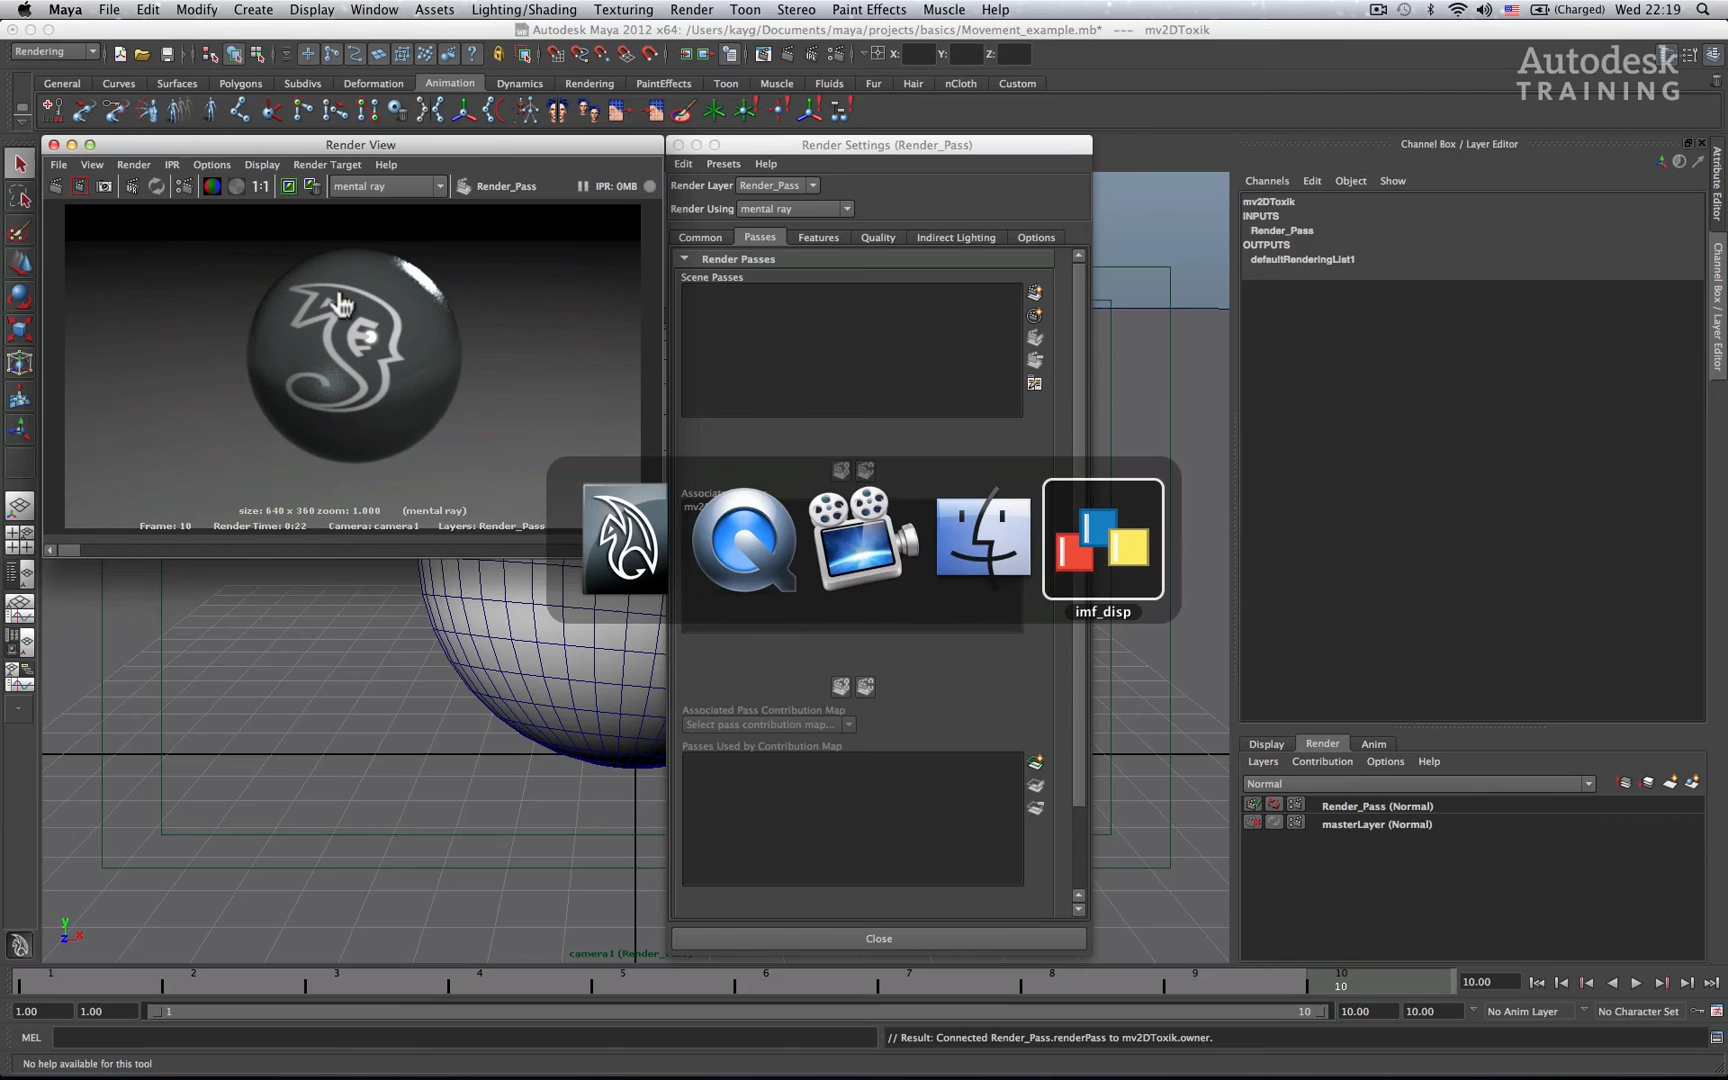 Maya File Edit Modify Create Display Window Assets Lighting/Shading Texturing Render Toon Stereo Paint Effects Muscle Help (Charged) Wed 22:19
Autodesk Maya 2012 x64: /Users/kayg/Documents/maya/projects/basics/Movement_example.mb* --- mv2DToxik
Rendering X: Y: Z:
Autodesk
TRAINING
General Curves Surfaces Subdivs Polygons Deformation Animation Dynamics Rendering PaintEffects Toon Muscle Fluids Fur Hair nCloth Custom
Render View
File View Render IPR Options Display Render Target Help
1:1 mental ray Render_Pass IPR: 0MB
size: 640 x 360 zoom: 1.000 (mental ray)
Frame: 10 Render Time: 0:22 Camera: camera1 Layers: Render_Pass
Render Settings (Render_Pass)
Edit Presets Help
Render Layer Render_Pass
Render Using mental ray
Common Passes Features Quality Indirect Lighting Options
Render Passes
Scene Passes
imf_disp
Associated Pass Contribution Map
Select pass contribution map...
Passes Used by Contribution Map
Close
Channel Box / Layer Editor
Channels Edit Object Show
mv2DToxik
INPUTS
Render_Pass
OUTPUTS
defaultRenderingList1
Attribute Editor
Channel Box / Layer Editor
Display Render Anim
Layers Contribution Options Help
Normal
Render_Pass (Normal)
masterLayer (Normal)
y
z x
1 2 3 4 5 6 7 8 9 10
10 10.00
1.00 1.00 1 10 10.00 10.00 No Anim Layer No Character Set
MEL // Result: Connected Render_Pass.renderPass to mv2DToxik.owner.
No help available for this tool